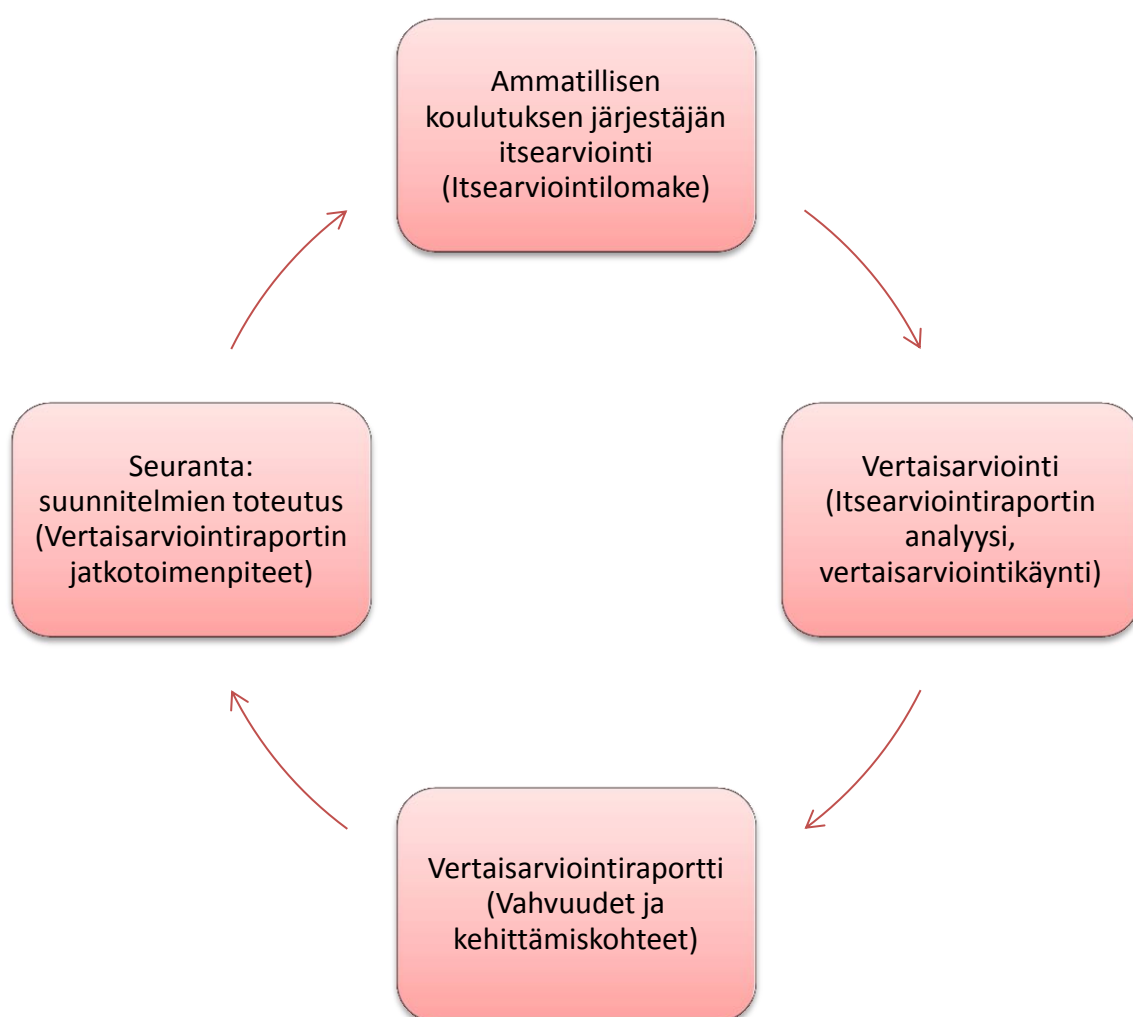 Ammatillisen
koulutuksen järjestäjän
itsearviointi
(Itsearviointilomake)
Vertaisarviointi
(Itsearviointiraportin
analyysi,
vertaisarviointikäynti)
Vertaisarviointiraportti
(Vahvuudet ja
kehittämiskohteet)
Seuranta:
suunnitelmien toteutus
(Vertaisarviointiraportin
jatkotoimenpiteet)